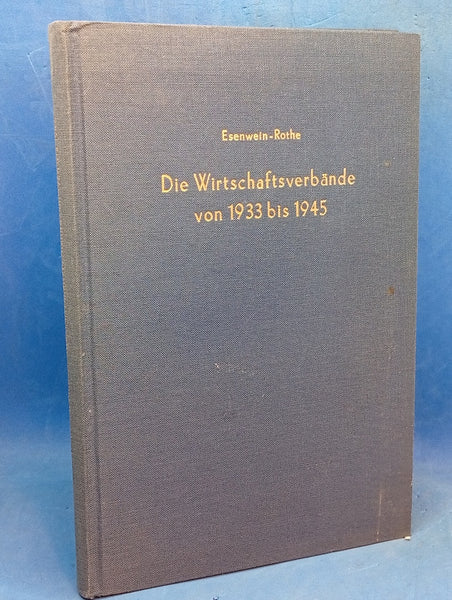 Esenwein-Rothe
Die Wirtschaftsverbände
von 1933 bis 1945